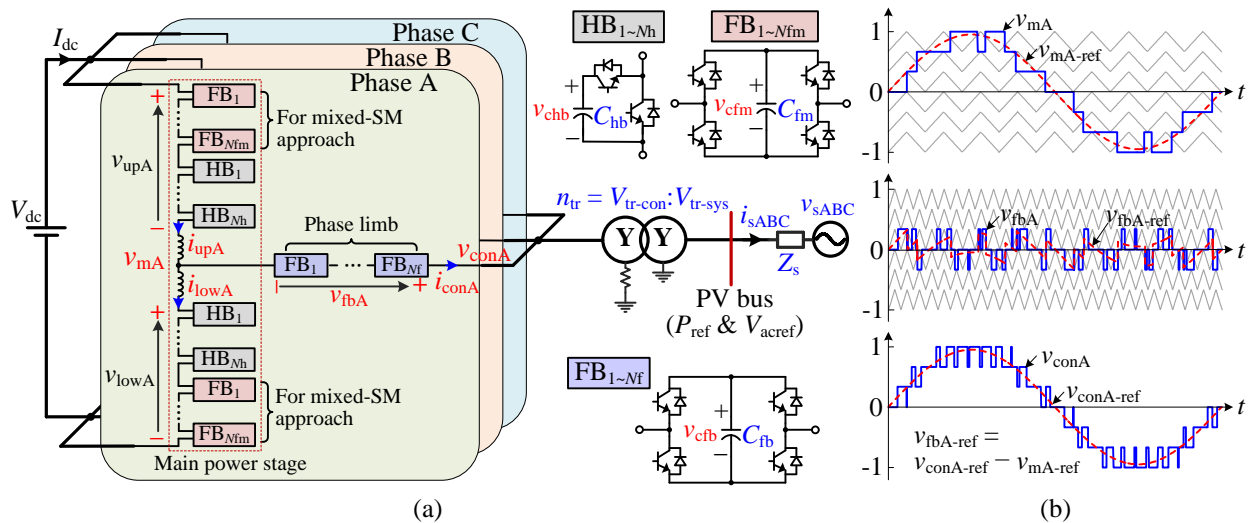 Phase C
Phase B
Phase A
I_dc
V_dc
+
FB_1
FB_Nfm
HB_1
HB_Nh
v_upA
−
For mixed-SM
approach
i_upA
v_mA
i_lowA
Phase limb
FB_1 ··· FB_Nf
v_fbA
+
v_conA
i_conA
+
HB_1
HB_Nh
FB_1
FB_Nfm
v_lowA
−
For mixed-SM
approach
Main power stage
(a)
HB_1~Nh
+
v_chb
C_hb
−
FB_1~Nfm
+
v_cfm
C_fm
−
n_tr = V_tr-con:V_tr-sys
Y Y
i_sABC
v_sABC
Z_s
PV bus
(P_ref & V_acref)
FB_1~Nf
+
v_cfb
C_fb
−
1
0
-1
v_mA
v_mA-ref
t
1
0
-1
v_fbA
v_fbA-ref
t
1
0
-1
v_conA
v_conA-ref
t
v_fbA-ref =
v_conA-ref − v_mA-ref
(b)